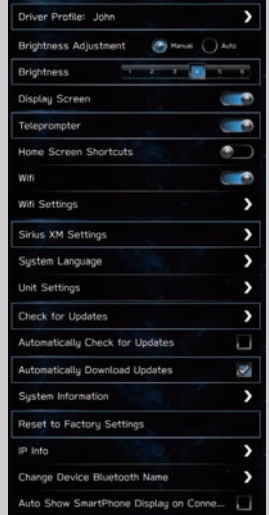 Driver Profile: John
Brightness Adjustment Manual Auto
Brightness 1 2 3 4 5 6
Display Screen
Teleprompter
Home Screen Shortcuts
Wifi
Wifi Settings
Sirius XM Settings
System Language
Unit Settings
Check for Updates
Automatically Check for Updates
Automatically Download Updates
System Information
Reset to Factory Settings
IP Info
Change Device Bluetooth Name
Auto Show SmartPhone Display on Conne...